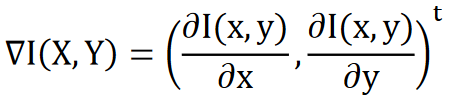 ∇I(X, Y) = (∂I(x, y)/∂x , ∂I(x, y)/∂y)^t